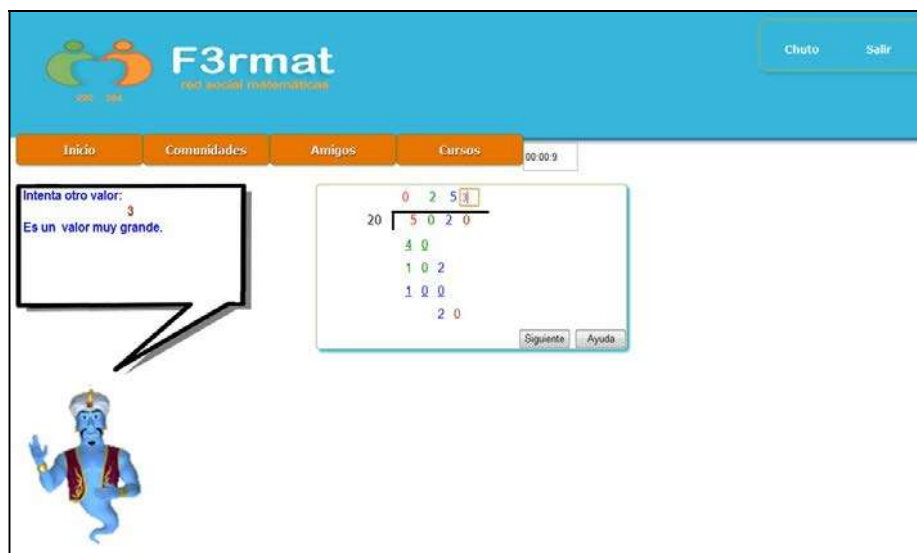 F3rmat
red social matemáticas
Chuto Salir
Inicio Comunidades Amigos Cursos 00:00:9
Intenta otro valor:
3
Es un valor muy grande.
0 2 5 3
20 5 0 2 0
4 0
1 0 2
1 0 0
2 0
Siguiente Ayuda